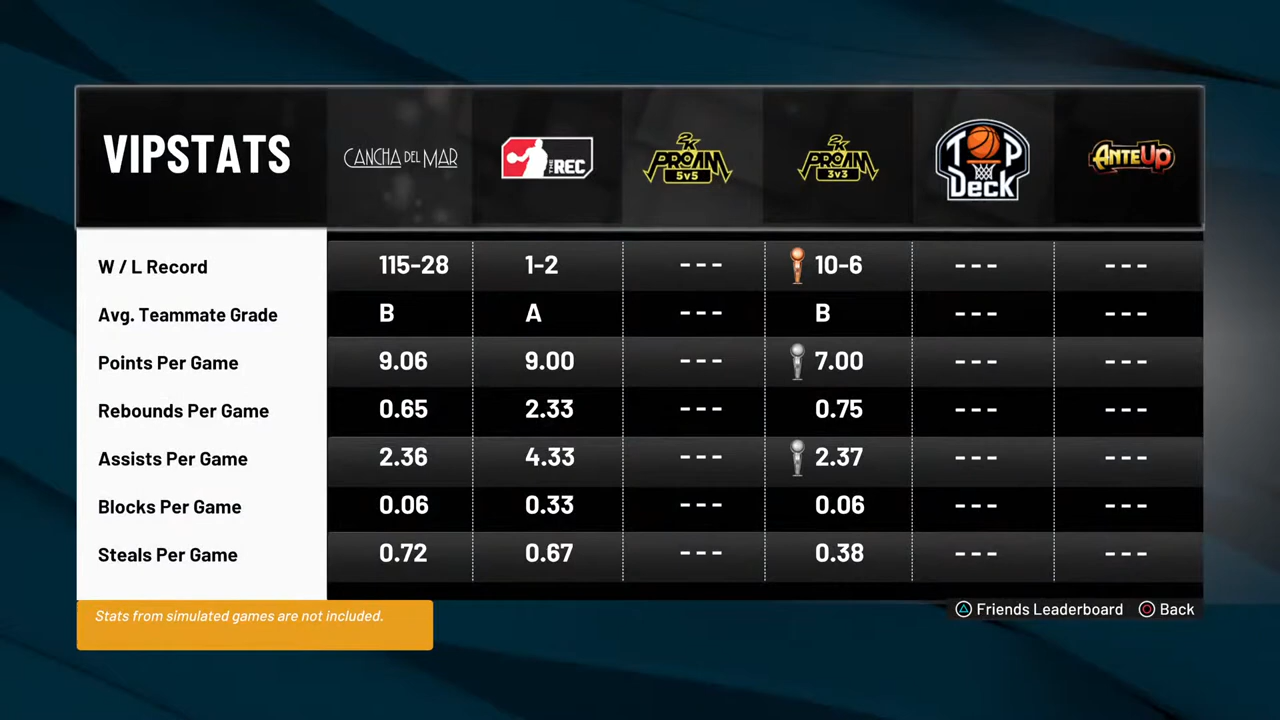 VIPSTATS CANCHA DEL MAR THE REC 2K PROAM 5v5 2K PROAM 3v3 TOP DECK ANTE UP
W / L Record 115-28 1-2 --- 10-6 --- ---
Avg. Teammate Grade B A --- B --- ---
Points Per Game 9.06 9.00 --- 7.00 --- ---
Rebounds Per Game 0.65 2.33 --- 0.75 --- ---
Assists Per Game 2.36 4.33 --- 2.37 --- ---
Blocks Per Game 0.06 0.33 --- 0.06 --- ---
Steals Per Game 0.72 0.67 --- 0.38 --- ---
Stats from simulated games are not included.
Friends Leaderboard Back